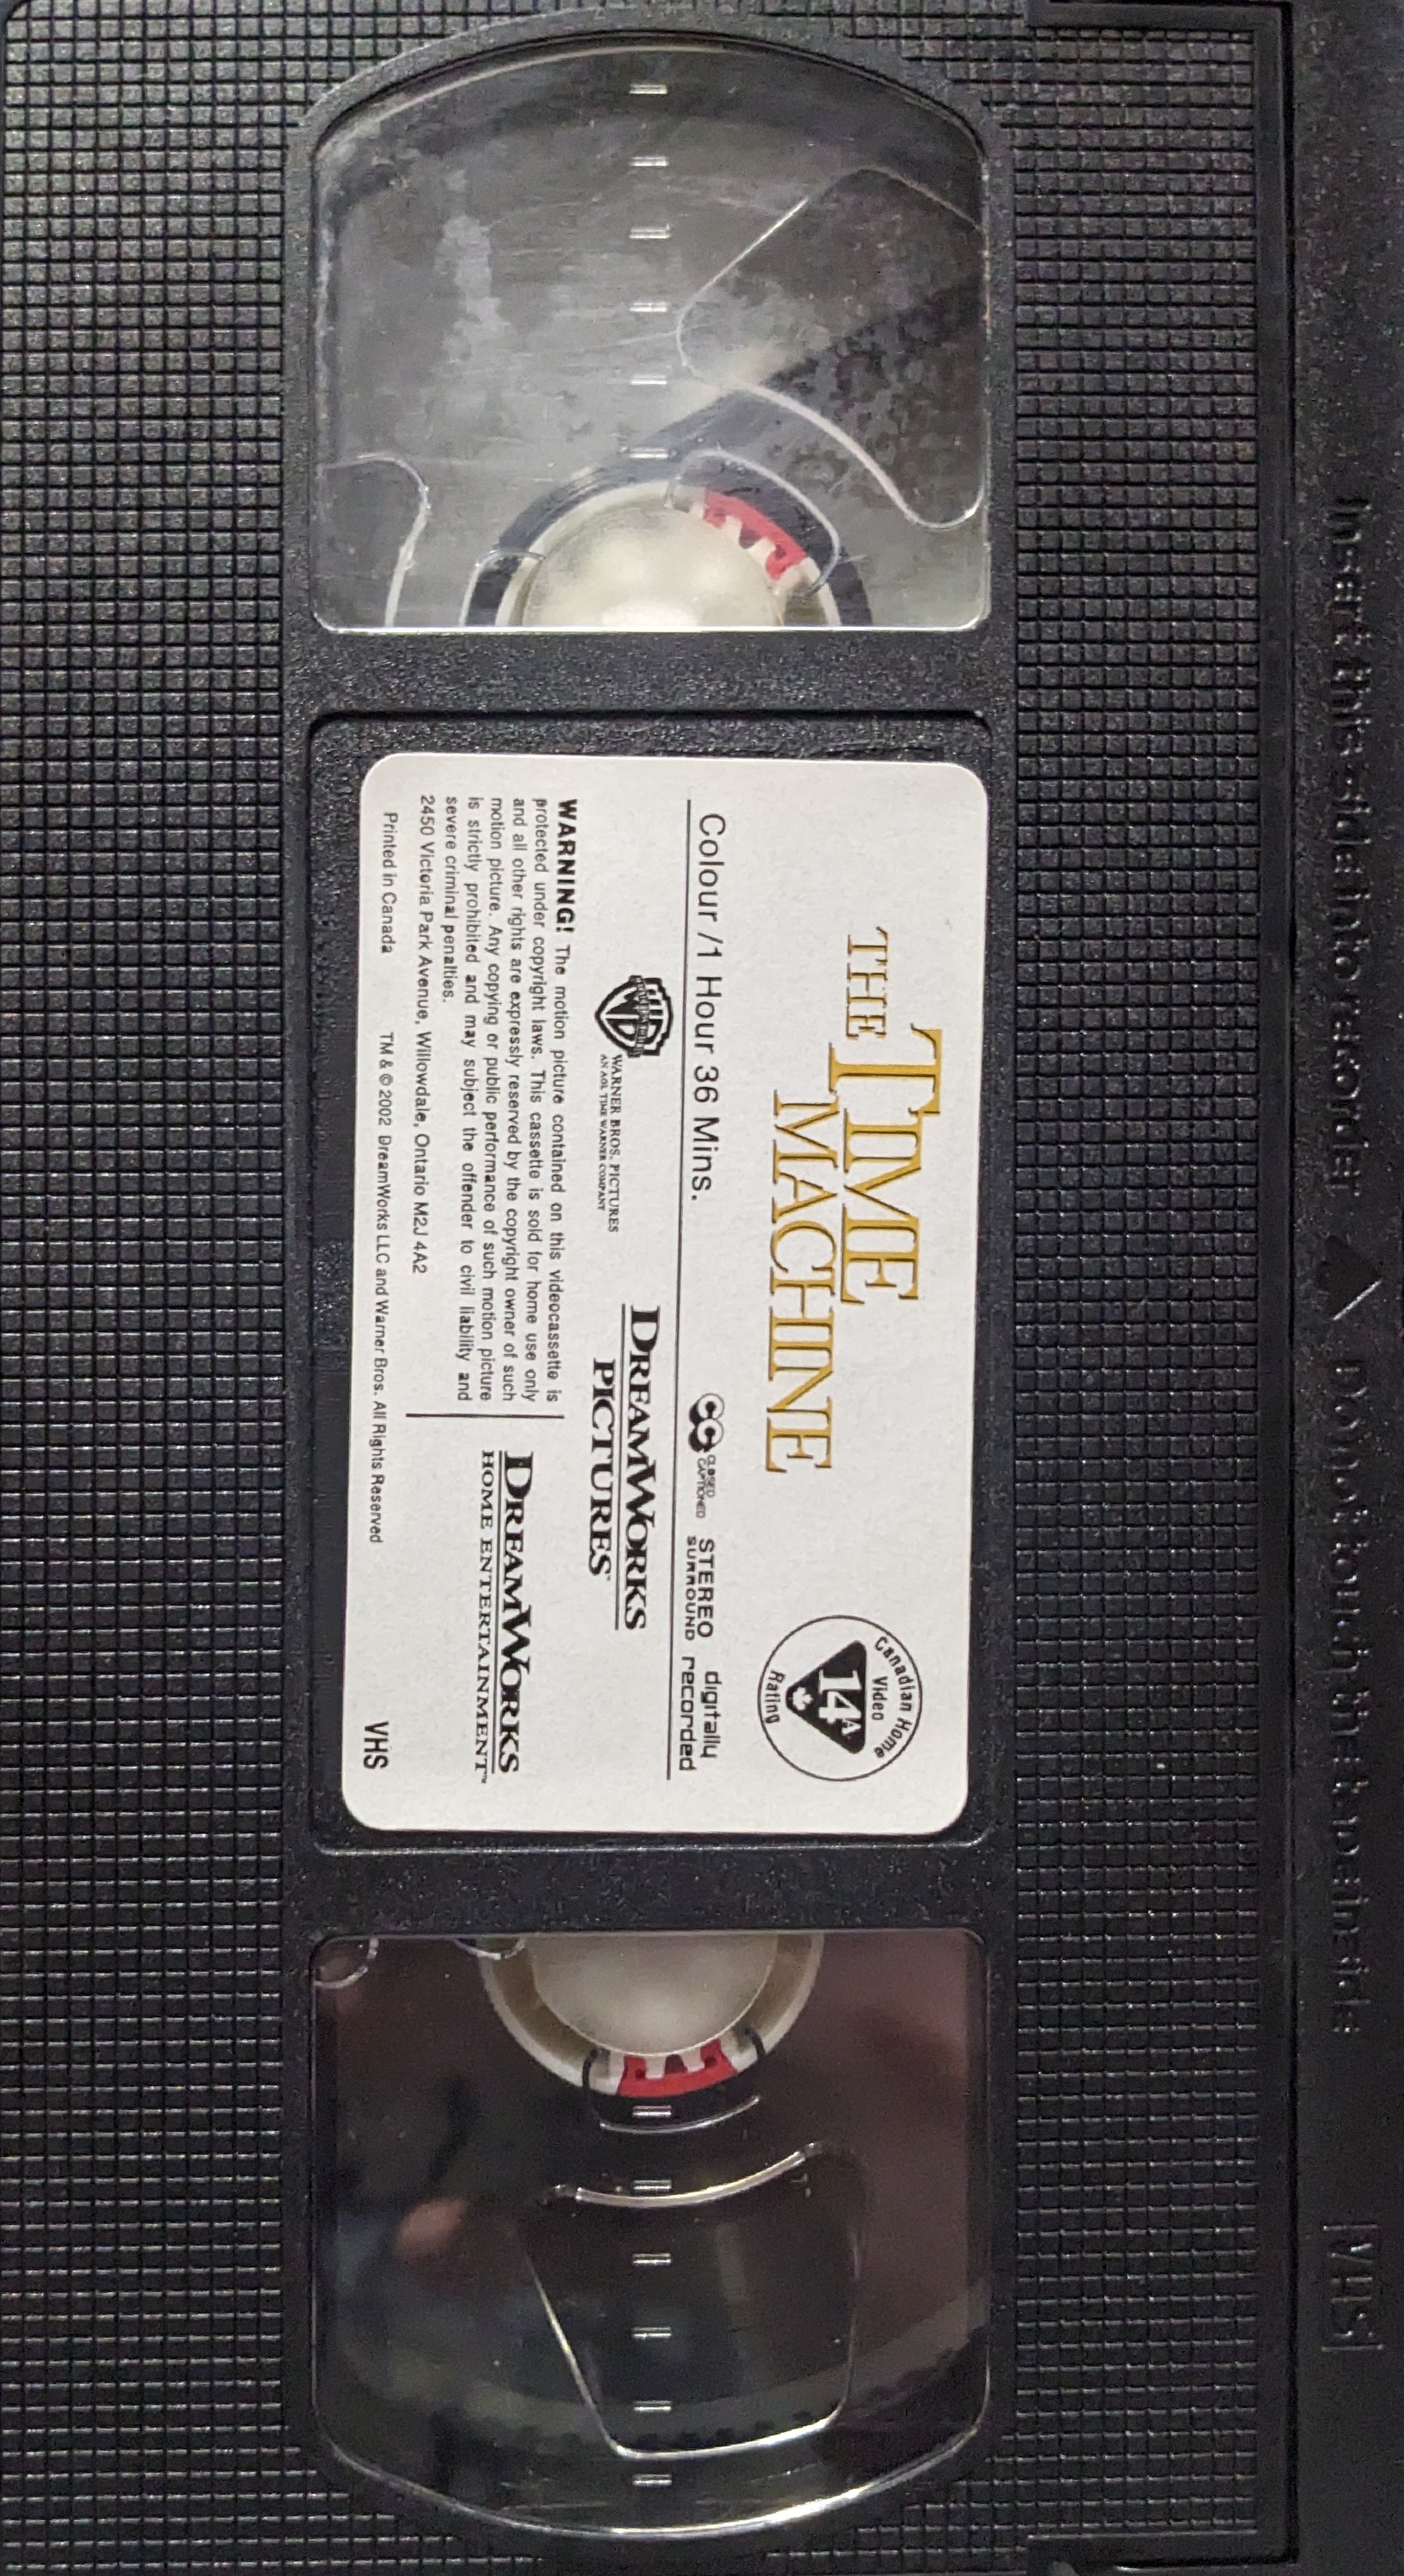 Insert this side into recorder
Do not touch the tape inside
VHS
THE TIME
MACHINE
Canadian Home
Video
14A
Rating
Colour /1 Hour 36 Mins.
CC CLOSED
CAPTIONED
STEREO
SURROUND
digitally
recorded
WB
WARNER BROS. PICTURES
AN AOL TIME WARNER COMPANY
DREAMWORKS
PICTURES™
WARNING! The motion picture contained on this videocassette is
protected under copyright laws. This cassette is sold for home use only
and all other rights are expressly reserved by the copyright owner of such
motion picture. Any copying or public performance of such motion picture
is strictly prohibited and may subject the offender to civil liability and
severe criminal penalties.
2450 Victoria Park Avenue, Willowdale, Ontario M2J 4A2
DREAMWORKS
HOME ENTERTAINMENT™
Printed in Canada
TM & © 2002 DreamWorks LLC and Warner Bros. All Rights Reserved
VHS